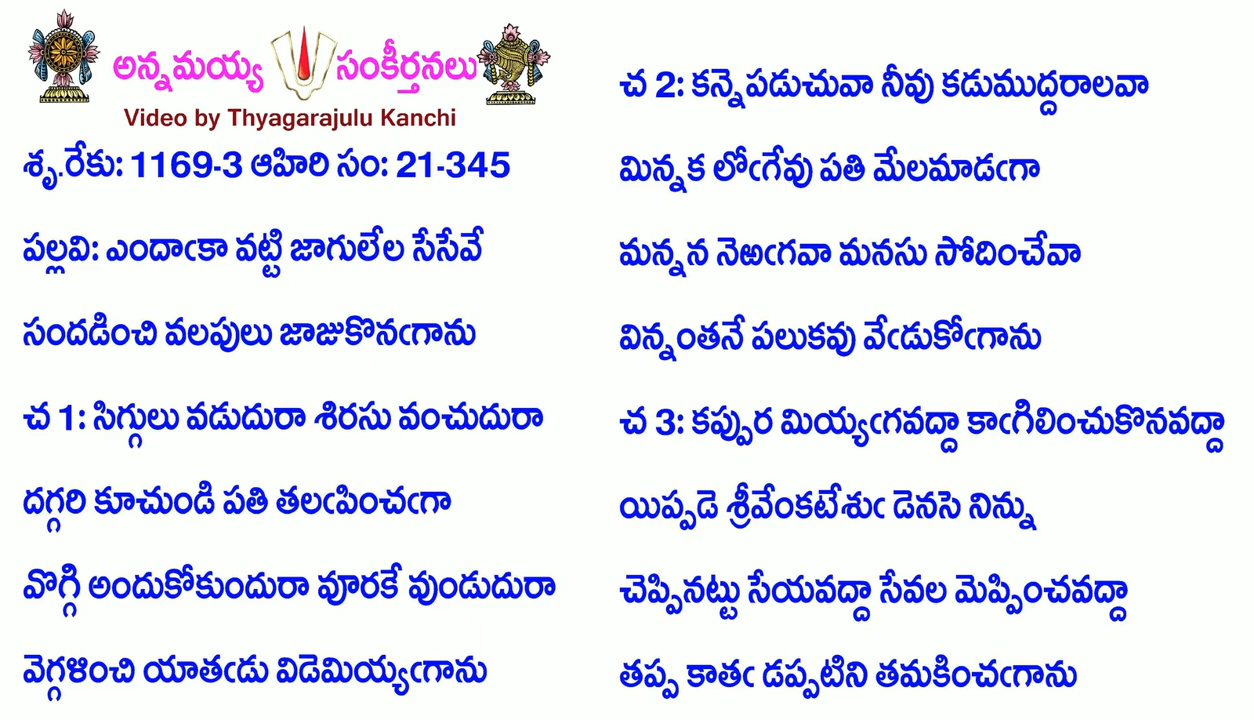 అన్నమయ్య సంకీర్తనలు
Video by Thyagarajulu Kanchi
శృ.రేకు: 1169-3 ఆహిరి సం: 21-345
పల్లవి: ఎందాఁకా వట్టి జాగులేల సేసేవే
సందడించి వలపులు జాజుకొనఁగాను
చ 1: సిగ్గులు వడుదురా శిరసు వంచుదురా
దగ్గరి కూచుండి పతి తలఁపించఁగా
వొగ్గి అందుకోకుందురా వూరకే వుండుదురా
వెగ్గళించి యాతఁడు విడెమియ్యఁగాను
చ 2: కన్నెపడుచువా నీవు కడుముద్దరాలవా
మిన్నక లోఁగేవు పతి మేలమాడఁగా
మన్నన నెఱఁగవా మనసు సోదించేవా
విన్నంతనే పలుకవు వేఁడుకోఁగాను
చ 3: కప్పుర మియ్యఁగవద్దా కాఁగిలించుకొనవద్దా
యిప్పడె శ్రీవేంకటేశుఁ డెనసె నిన్ను
చెప్పినట్టు సేయవద్దా సేవల మెప్పించవద్దా
తప్ప కాతఁ డప్పటిని తమకించఁగాను